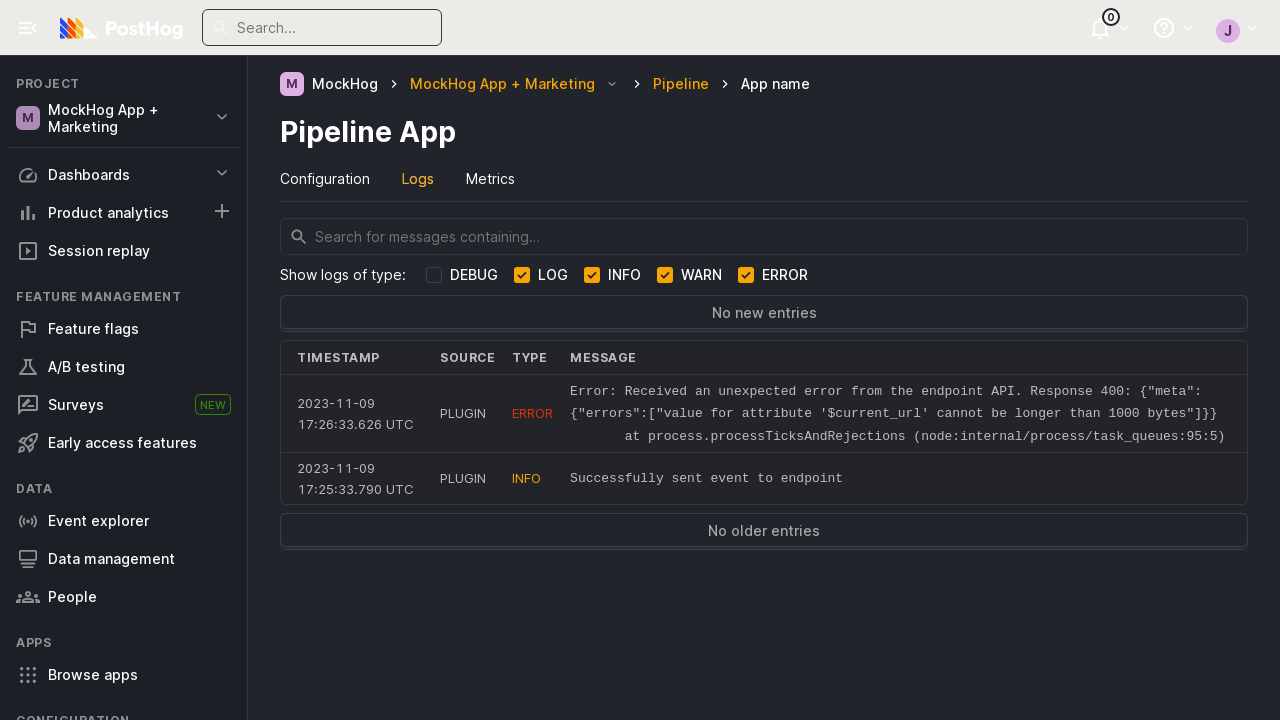 PostHog
Search...
0
J
PROJECT
M
MockHog App +
Marketing
Dashboards
Product analytics
Session replay
FEATURE MANAGEMENT
Feature flags
A/B testing
Surveys
NEW
Early access features
DATA
Event explorer
Data management
People
APPS
Browse apps
CONFIGURATION
M MockHog > MockHog App + Marketing > Pipeline > App name
Pipeline App
Configuration Logs Metrics
Search for messages containing...
Show logs of type: DEBUG LOG INFO WARN ERROR
No new entries
TIMESTAMP SOURCE TYPE MESSAGE
2023-11-09
17:26:33.626 UTC
PLUGIN
ERROR
Error: Received an unexpected error from the endpoint API. Response 400: {"meta":
{"errors":["value for attribute '$current_url' cannot be longer than 1000 bytes"]}}
at process.processTicksAndRejections (node:internal/process/task_queues:95:5)
2023-11-09
17:25:33.790 UTC
PLUGIN
INFO
Successfully sent event to endpoint
No older entries